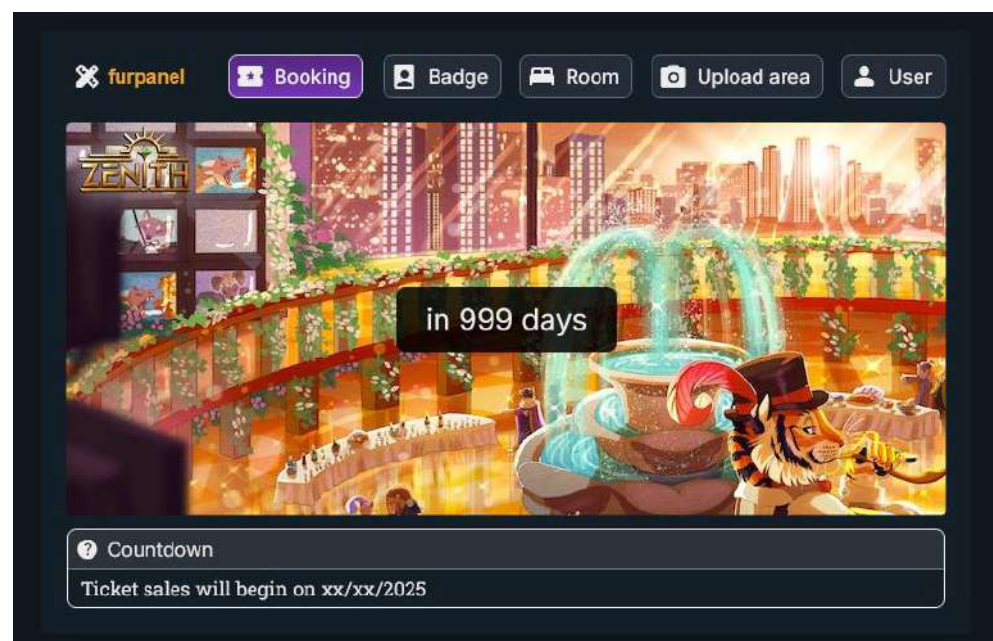 furpanel
Booking
Badge
Room
Upload area
User
ZENITH
in 999 days
Countdown
Ticket sales will begin on xx/xx/2025